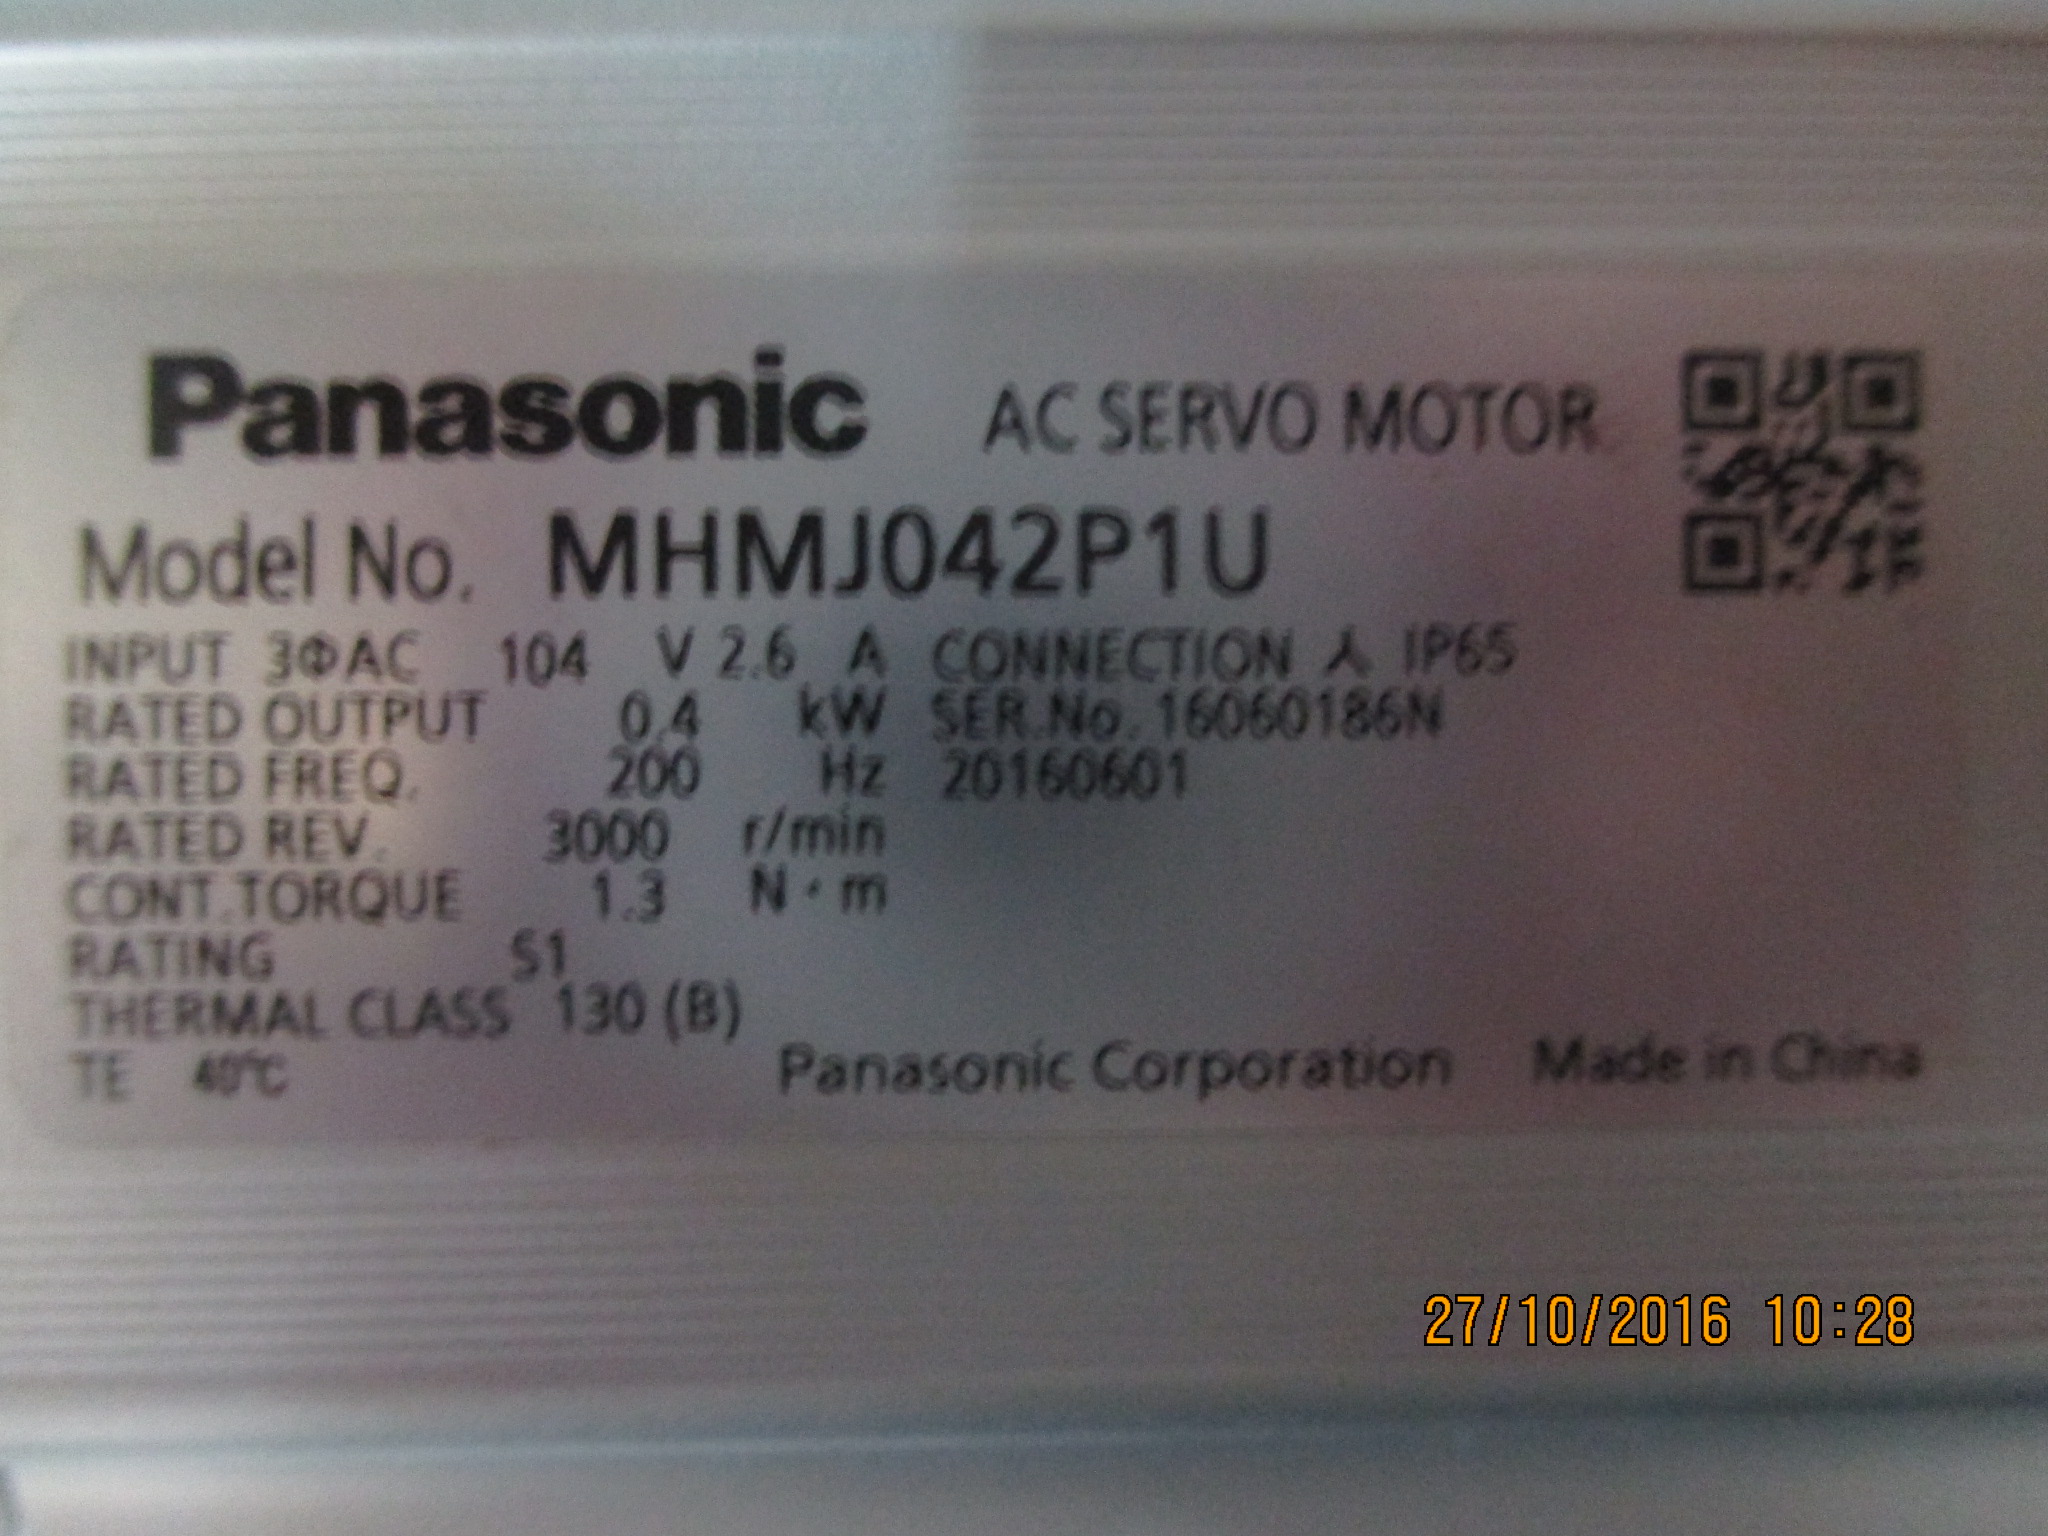 Panasonic AC SERVO MOTOR
Model No. MHMJ042P1U
INPUT 3ΦAC 104 V 2.6 A CONNECTION 人 IP65
RATED OUTPUT 0.4 kW SER.No. 16060186N
RATED FREQ. 200 Hz 20160601
RATED REV. 3000 r/min
CONT.TORQUE 1.3 N・m
RATING S1
THERMAL CLASS 130 (B)
TE 40℃ Panasonic Corporation Made in China
27/10/2016 10:28